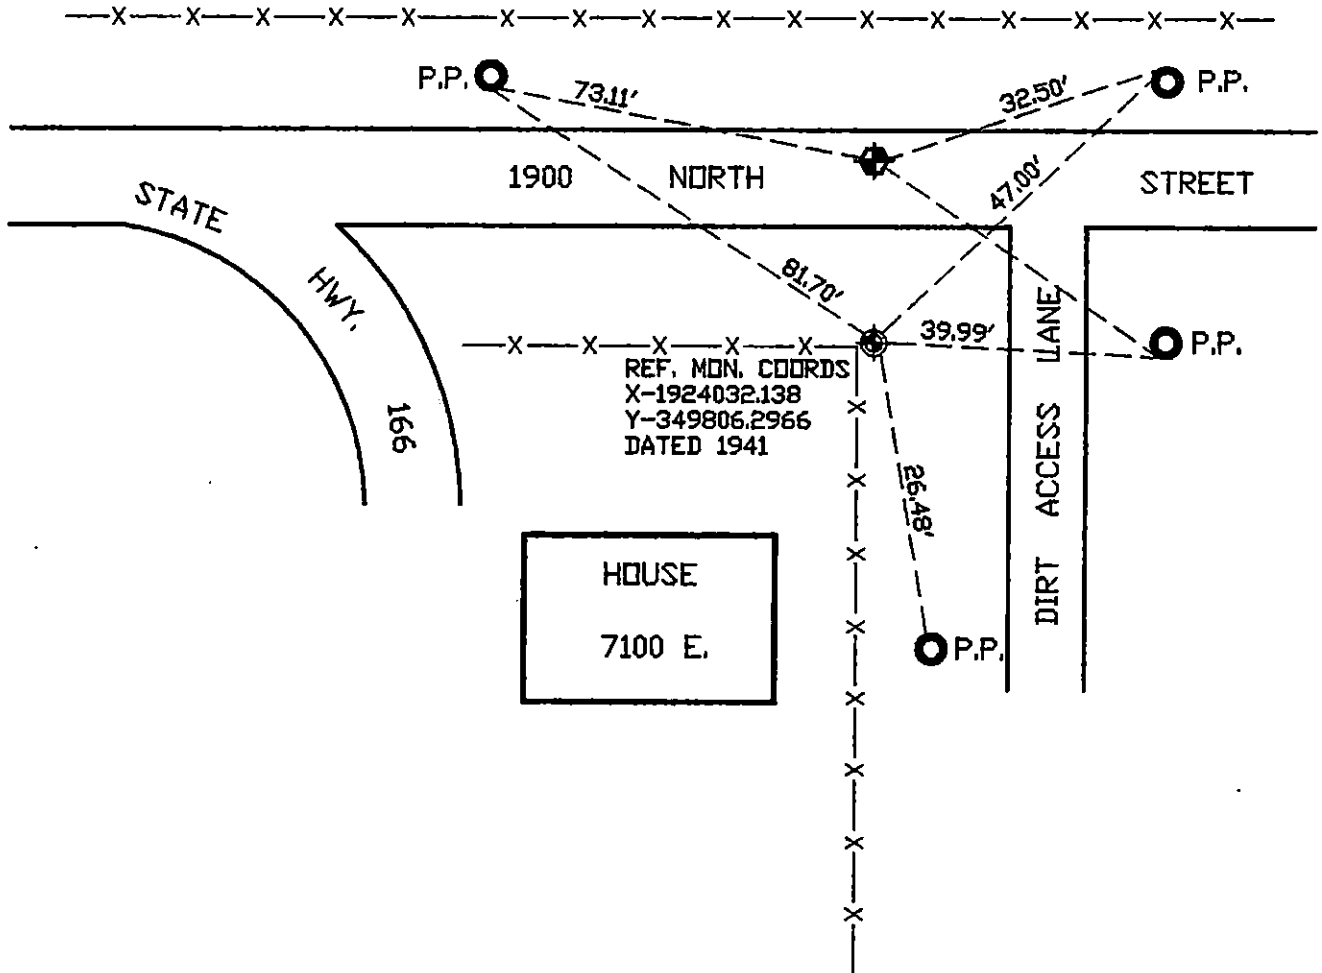 P.P.
73.11'
32.50'
P.P.
1900 NORTH STREET
STATE HWY. 166
47.00'
81.70'
39.99'
P.P.
REF. MON. COORDS
X-1924032.138
Y-349806.2966
DATED 1941
26.48'
DIRT ACCESS LANE
HOUSE
7100 E.
P.P.